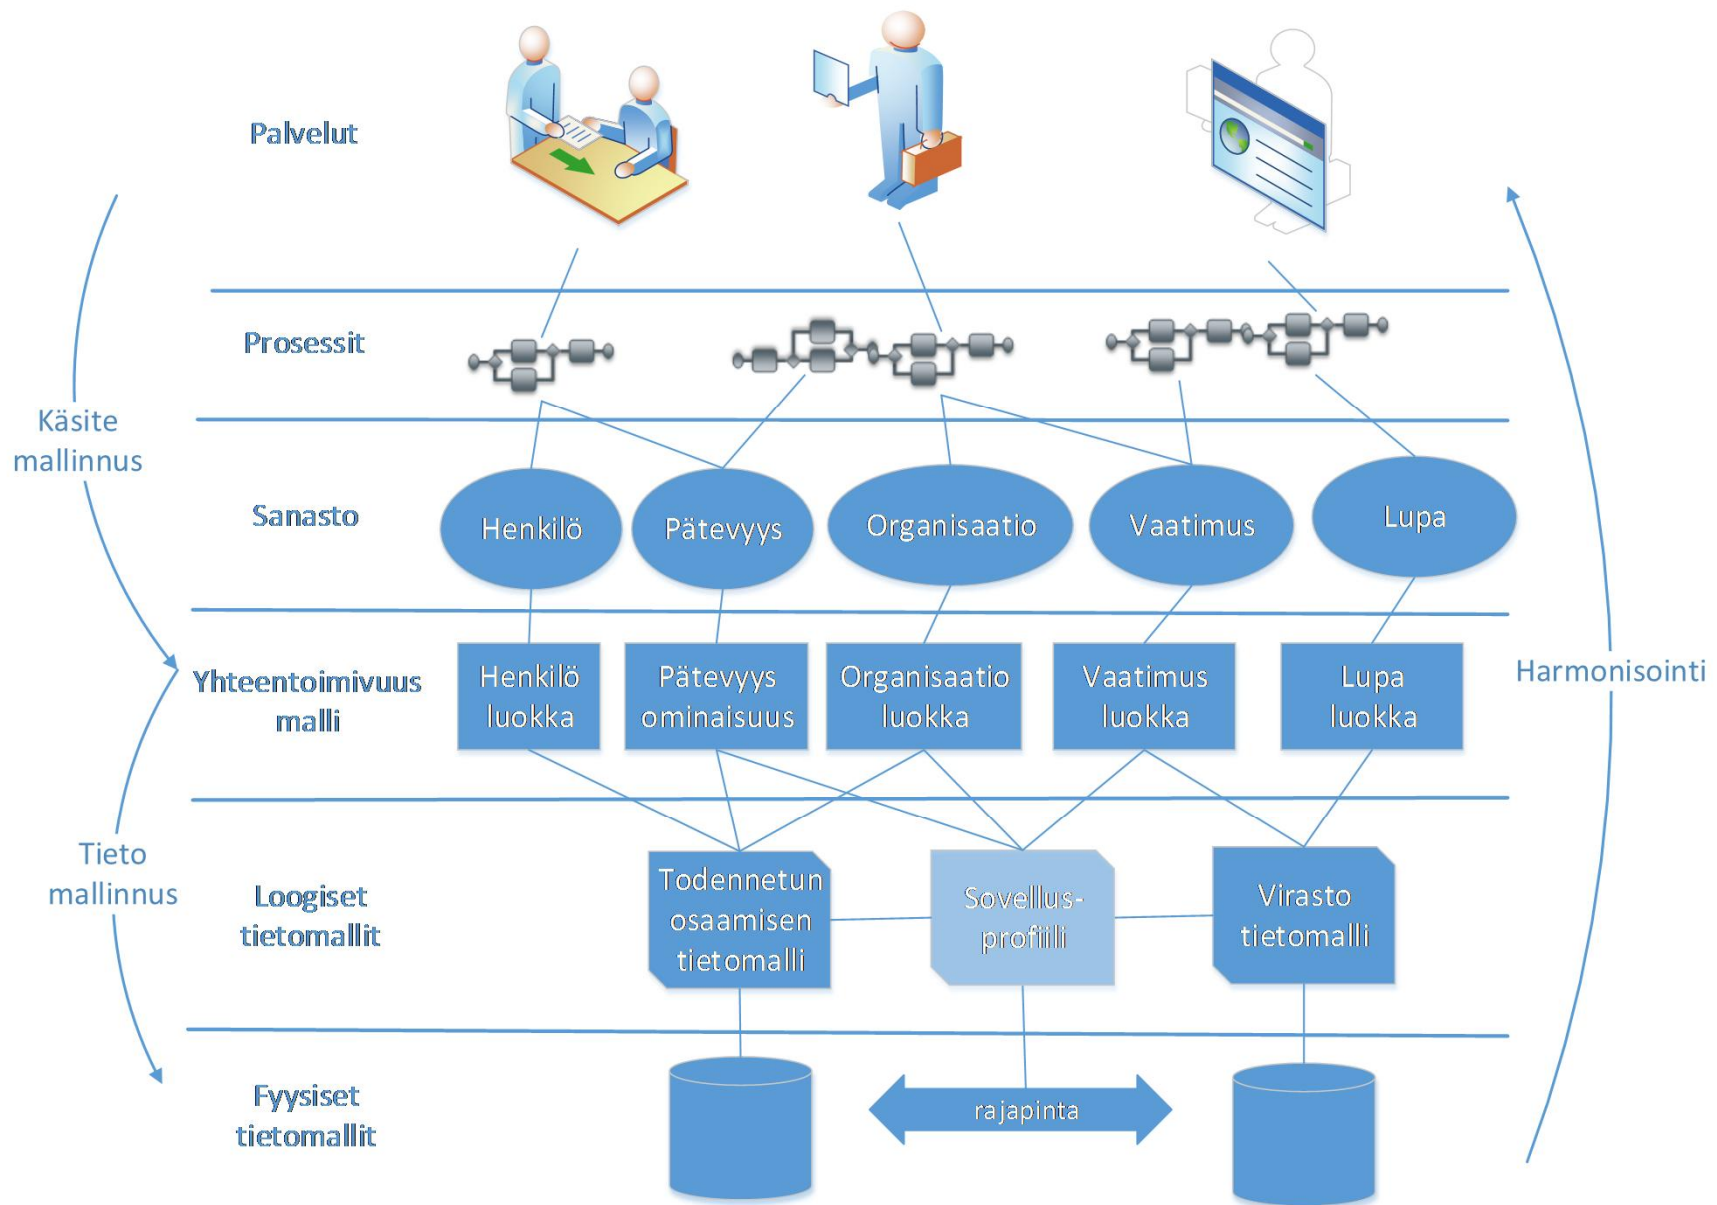 Palvelut
Prosessit
Käsite
mallinnus
Sanasto
Henkilö
Pätevyys
Organisaatio
Vaatimus
Lupa
Yhteentoimivuus
malli
Henkilö
luokka
Pätevyys
ominaisuus
Organisaatio
luokka
Vaatimus
luokka
Lupa
luokka
Harmonisointi
Tieto
mallinnus
Loogiset
tietomallit
Todennetun
osaamisen
tietomalli
Sovellus-
profiili
Virasto
tietomalli
Fyysiset
tietomallit
rajapinta